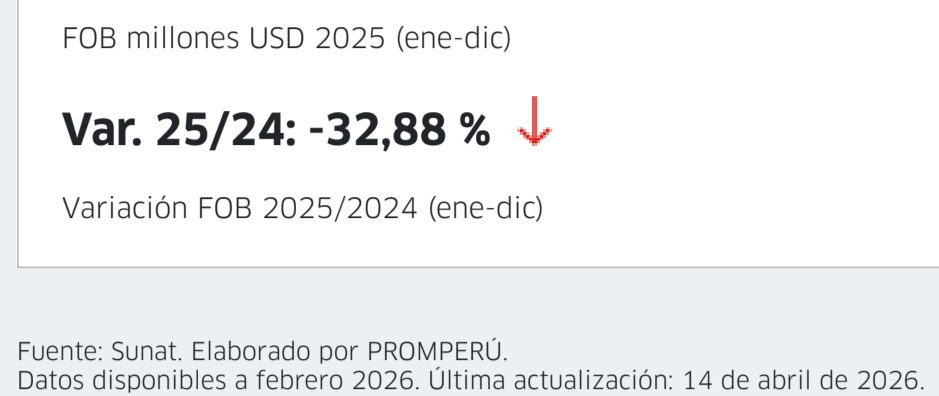 FOB millones USD 2025 (ene-dic)
Var. 25/24: -32,88 %
Variación FOB 2025/2024 (ene-dic)
Fuente: Sunat. Elaborado por PROMPERÚ.
Datos disponibles a febrero 2026. Última actualización: 14 de abril de 2026.